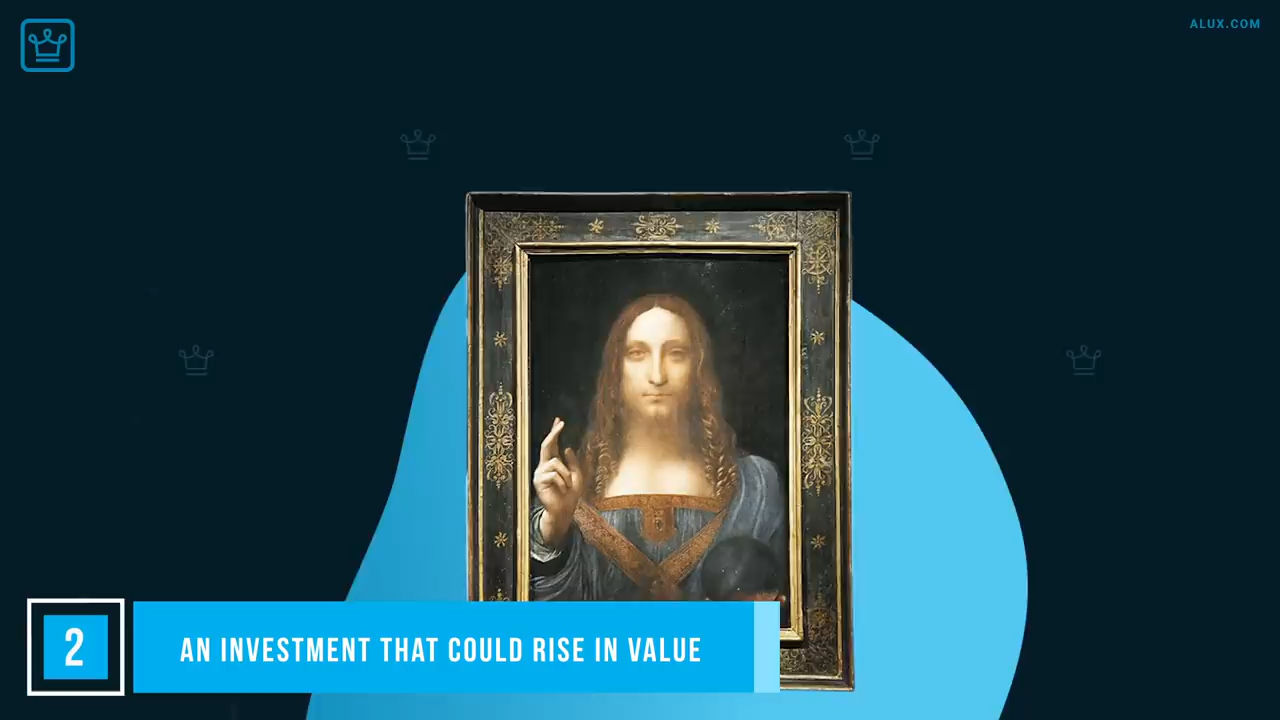 ALUX.COM
2
AN INVESTMENT THAT COULD RISE IN VALUE